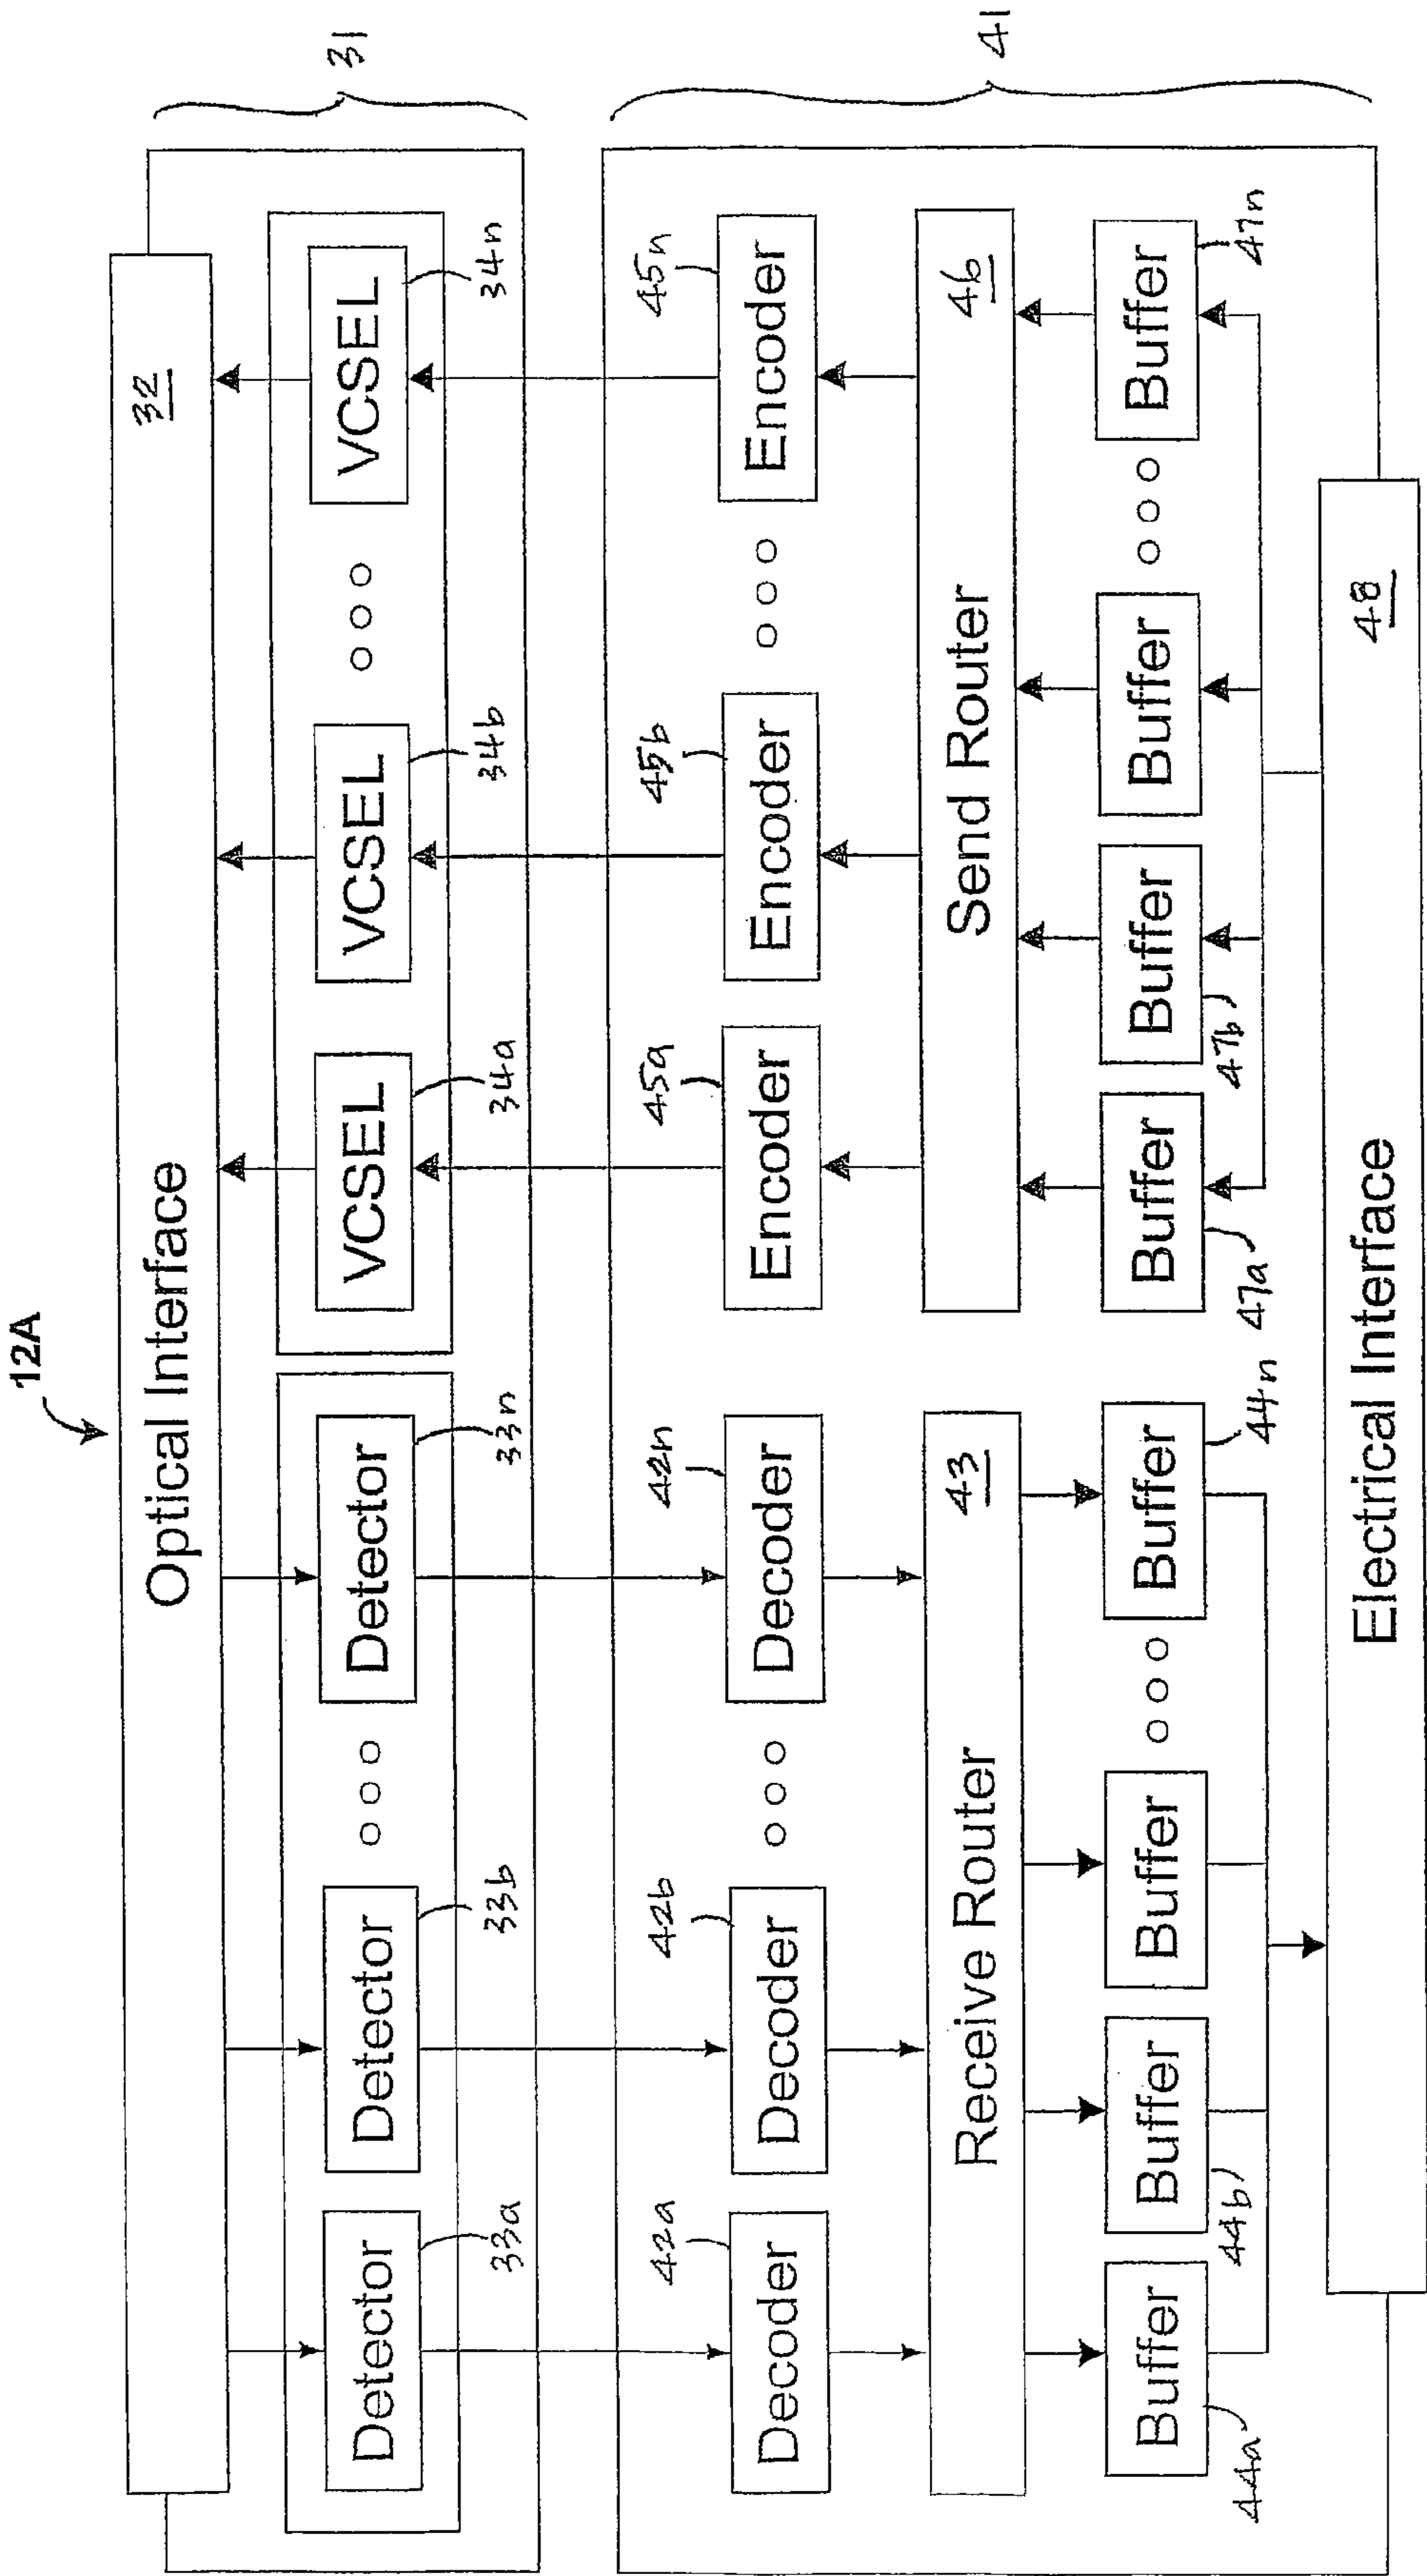 12A
Optical Interface 32
31
Detector Detector Detector VCSEL VCSEL VCSEL
33a 33b 33n 34a 34b 34n
41
42a 42b 42n 45a 45b 45n
Decoder Decoder Decoder Encoder Encoder Encoder
Receive Router 43 Send Router 46
Buffer Buffer Buffer Buffer Buffer Buffer Buffer Buffer
44a 44b 44n 47a 47b 47n
Electrical Interface 48